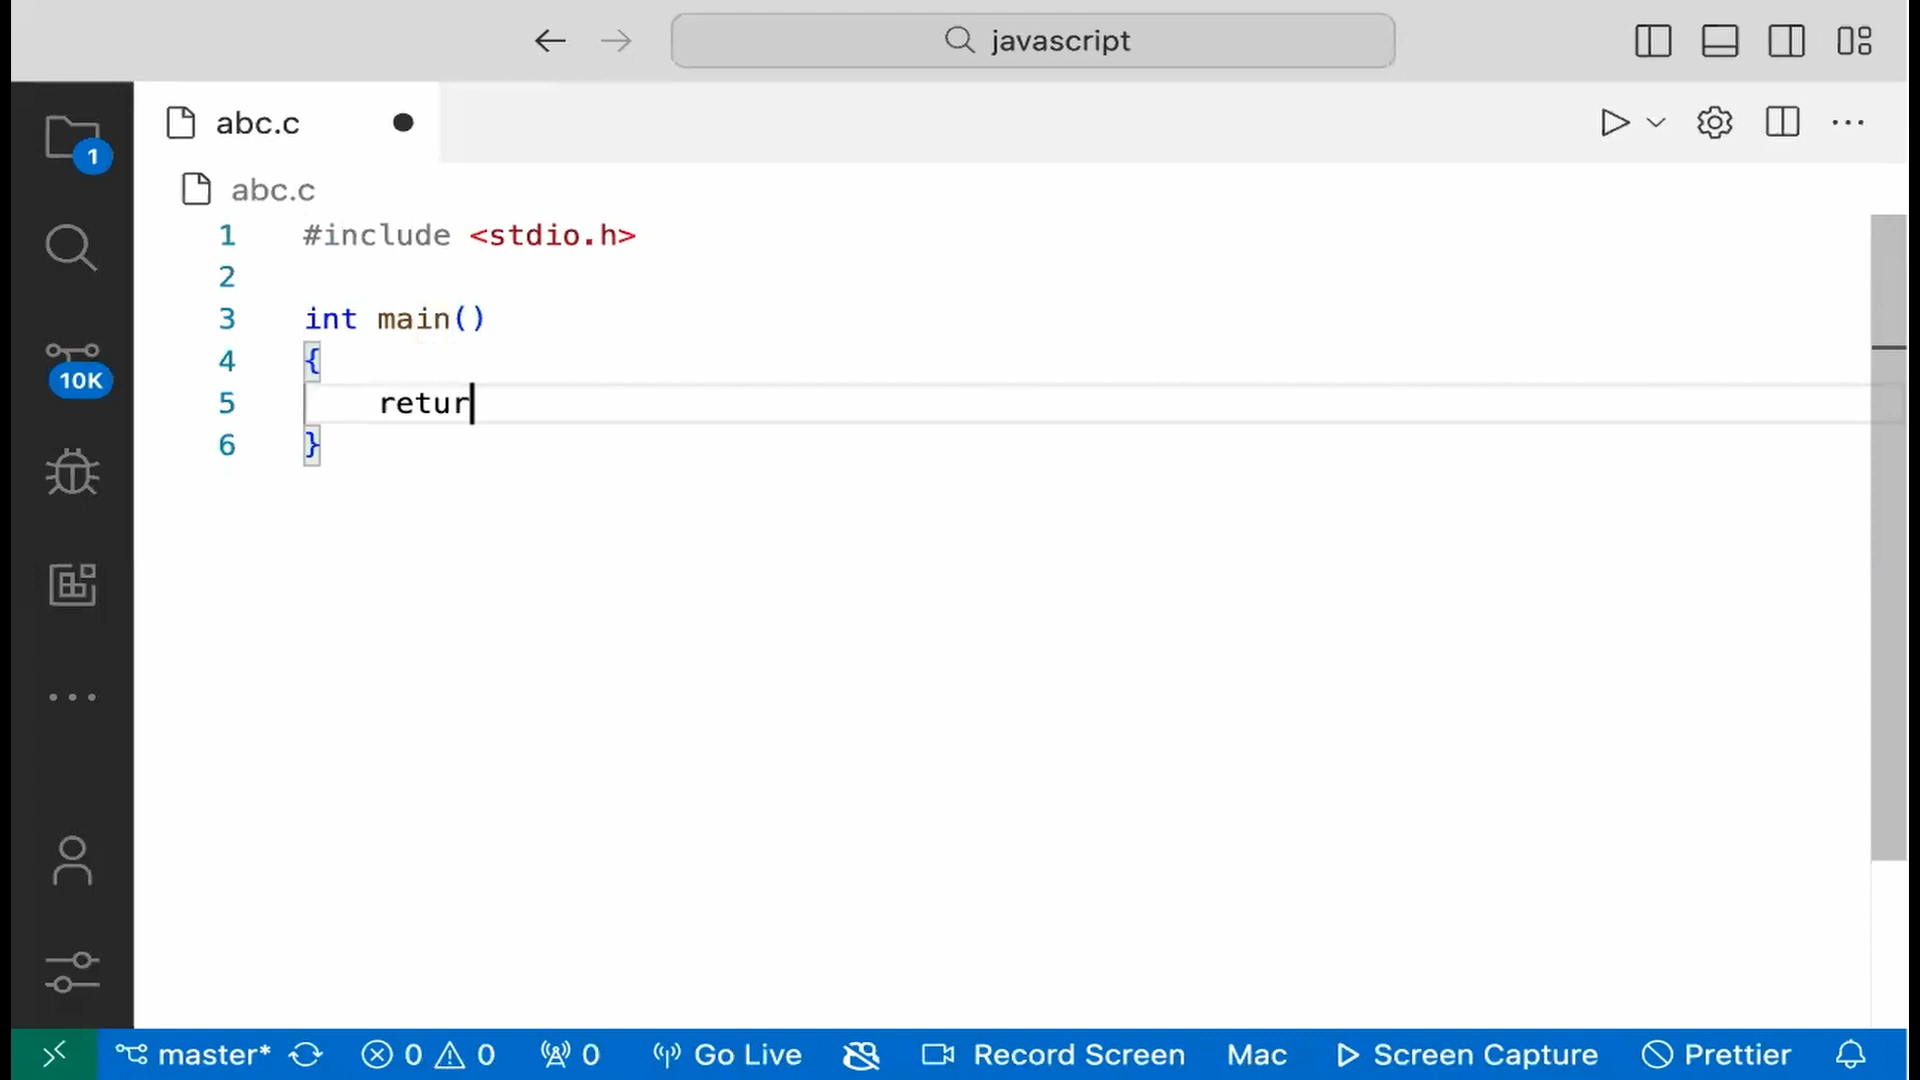 javascript
abc.c
1
abc.c
1 #include <stdio.h>
2
3 int main()
4 {
10K
5     retur
6 }
master* 0 0 0 Go Live Record Screen Mac Screen Capture Prettier